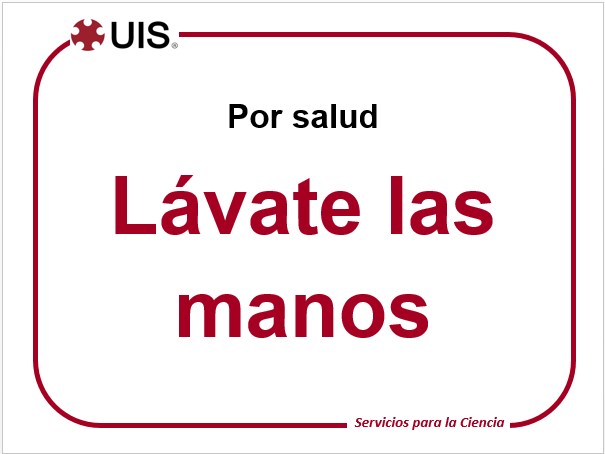 UIS®
Por salud
Lávate las
manos
Servicios para la Ciencia